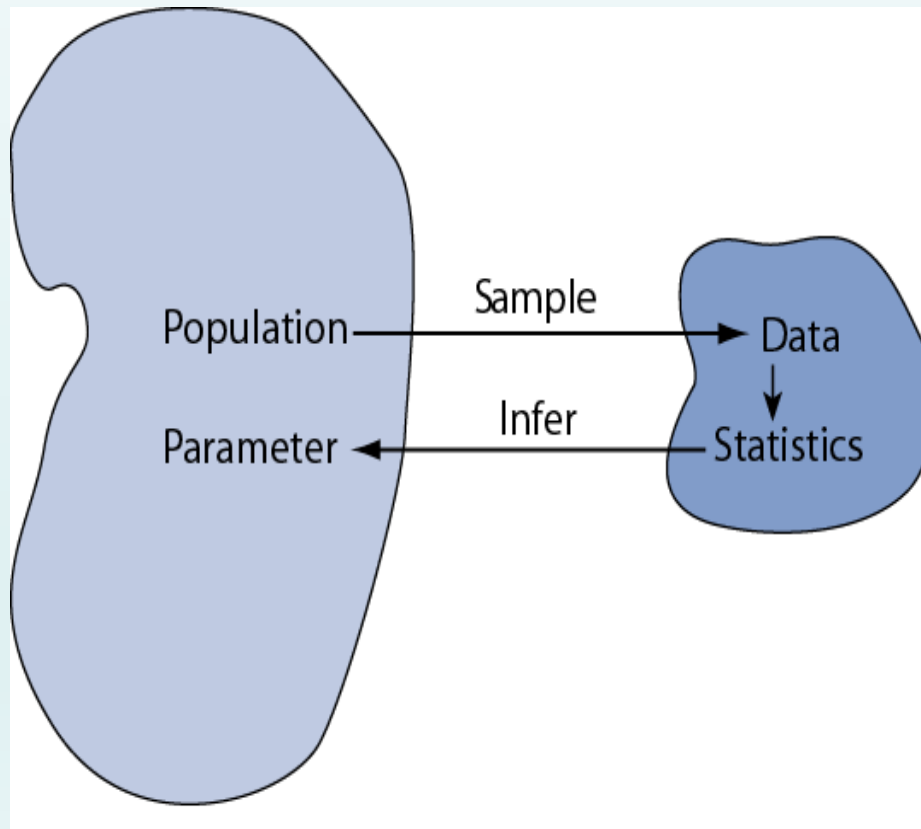 Sample
Population
Data
Infer
Parameter
Statistics